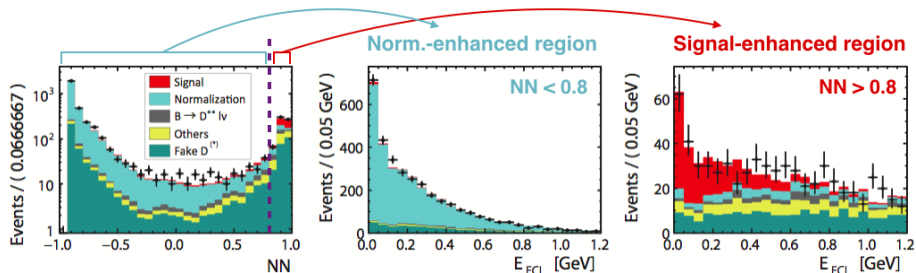 Norm.-enhanced region
Signal-enhanced region
Events / ( 0.06666667)
10³
10²
10
1
−1.0
−0.5
0.0
0.5
1.0
NN
Signal
Normalization
B → D** lν
Others
Fake D(*)
Events / ( 0.05 GeV)
600
400
200
0
0.0
0.2
0.4
0.6
0.8
1.0
1.2
E ECL [GeV]
NN < 0.8
Events / ( 0.05 GeV)
60
40
20
0
0.0
0.2
0.4
0.6
0.8
1.0
1.2
E ECL [GeV]
NN > 0.8